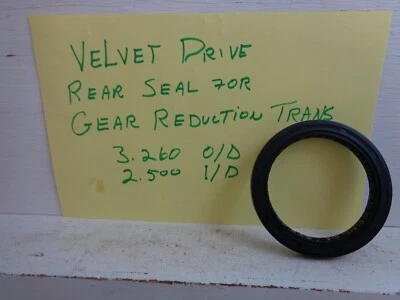 VELVET DRIVE
REAR SEAL FOR
GEAR REDUCTION TRANS
3.260 O/D
2.500 I/D